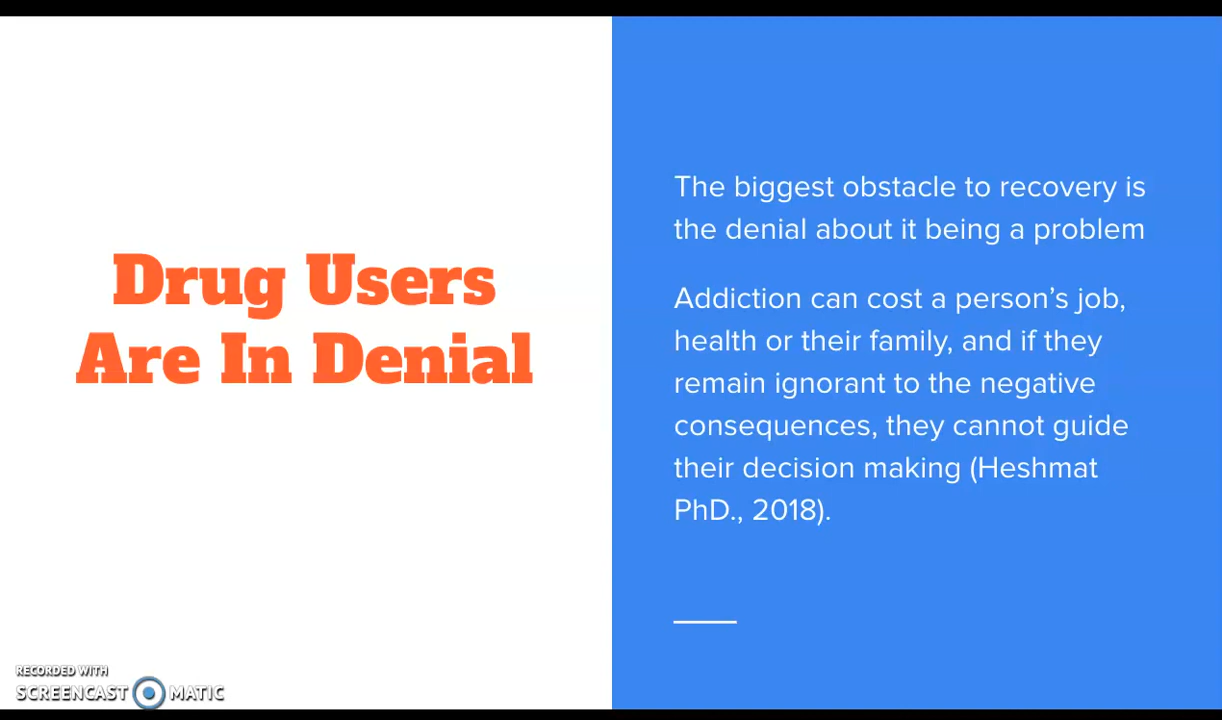 Drug Users
Are In Denial
The biggest obstacle to recovery is
the denial about it being a problem
Addiction can cost a person’s job,
health or their family, and if they
remain ignorant to the negative
consequences, they cannot guide
their decision making (Heshmat
PhD., 2018).
RECORDED WITH
SCREENCAST MATIC